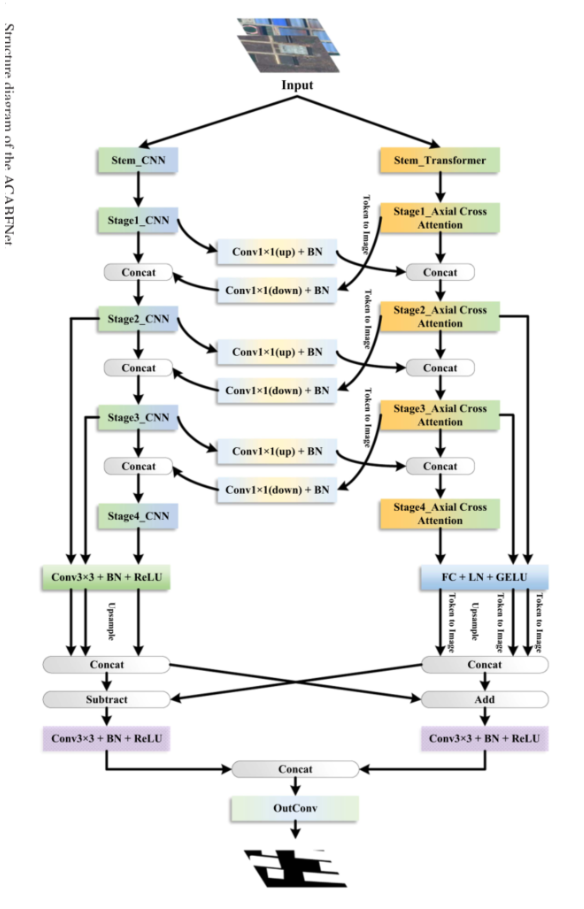 Structure diagram of the ACABFNet
Input
Stem_CNN
Stem_Transformer
Stage1_CNN
Token to Image
Stage1_Axial Cross
Attention
Conv1×1(up) + BN
Concat
Concat
Conv1×1(down) + BN
Stage2_CNN
Token to Image
Stage2_Axial Cross
Attention
Conv1×1(up) + BN
Concat
Concat
Conv1×1(down) + BN
Stage3_CNN
Token to Image
Stage3_Axial Cross
Attention
Conv1×1(up) + BN
Concat
Concat
Conv1×1(down) + BN
Stage4_CNN
Stage4_Axial Cross
Attention
Conv3×3 + BN + ReLU
FC + LN + GELU
Upsample
Token to Image
Upsample
Token to Image
Token to Image
Concat
Concat
Subtract
Add
Conv3×3 + BN + ReLU
Conv3×3 + BN + ReLU
Concat
OutConv